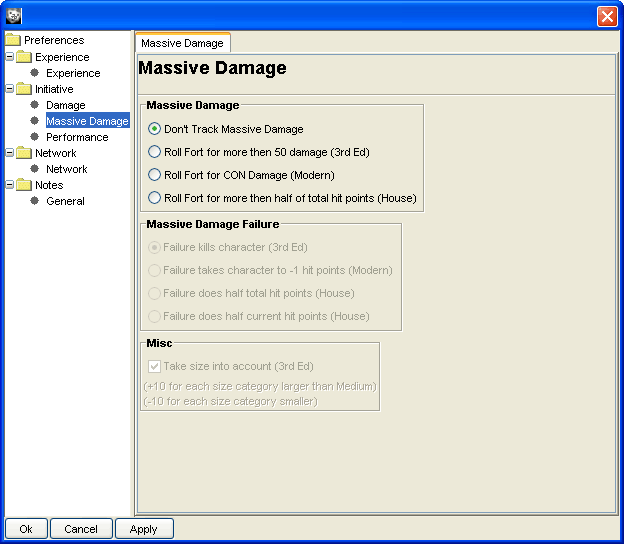 Preferences
Experience
Experience
Initiative
Damage
Massive Damage
Performance
Network
Network
Notes
General
Massive Damage
Massive Damage
Massive Damage
Don't Track Massive Damage
Roll Fort for more then 50 damage (3rd Ed)
Roll Fort for CON Damage (Modern)
Roll Fort for more then half of total hit points (House)
Massive Damage Failure
Failure kills character (3rd Ed)
Failure takes character to -1 hit points (Modern)
Failure does half total hit points (House)
Failure does half current hit points (House)
Misc
Take size into account (3rd Ed)
(+10 for each size category larger than Medium)
(-10 for each size category smaller)
Ok Cancel Apply